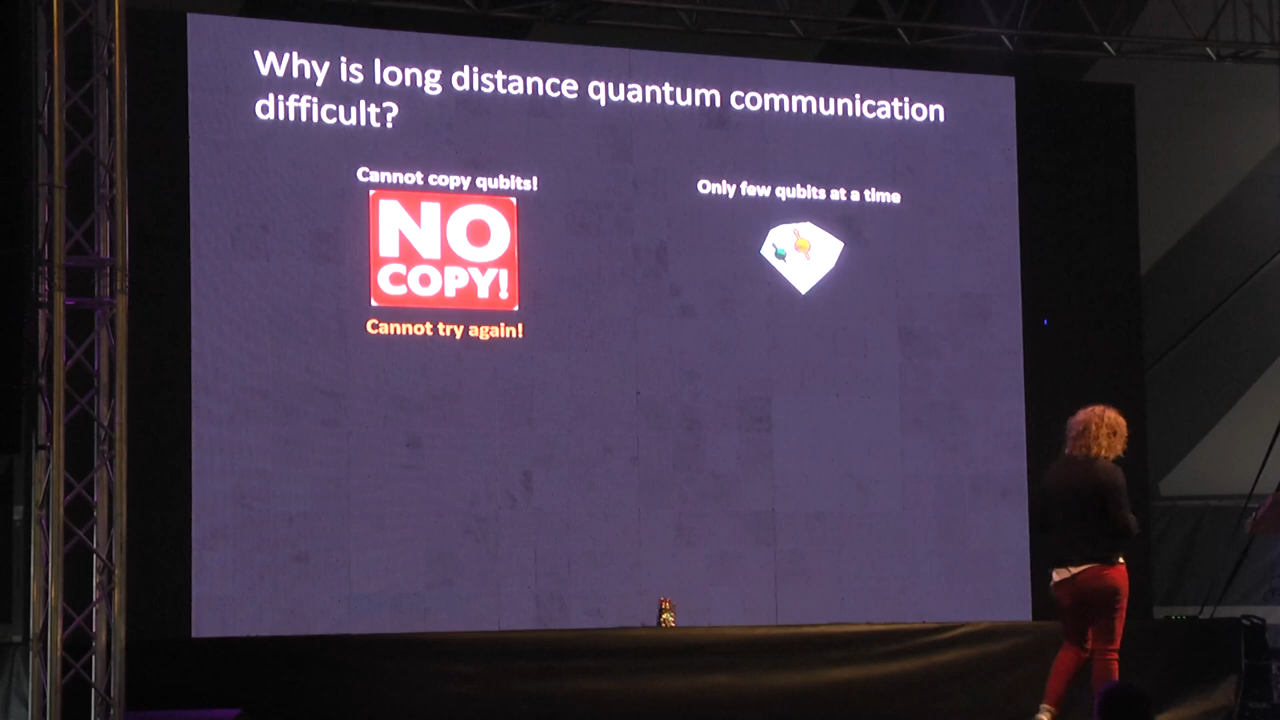 Why is long distance quantum communication
difficult?
Cannot copy qubits!
NO
COPY!
Cannot try again!
Only few qubits at a time